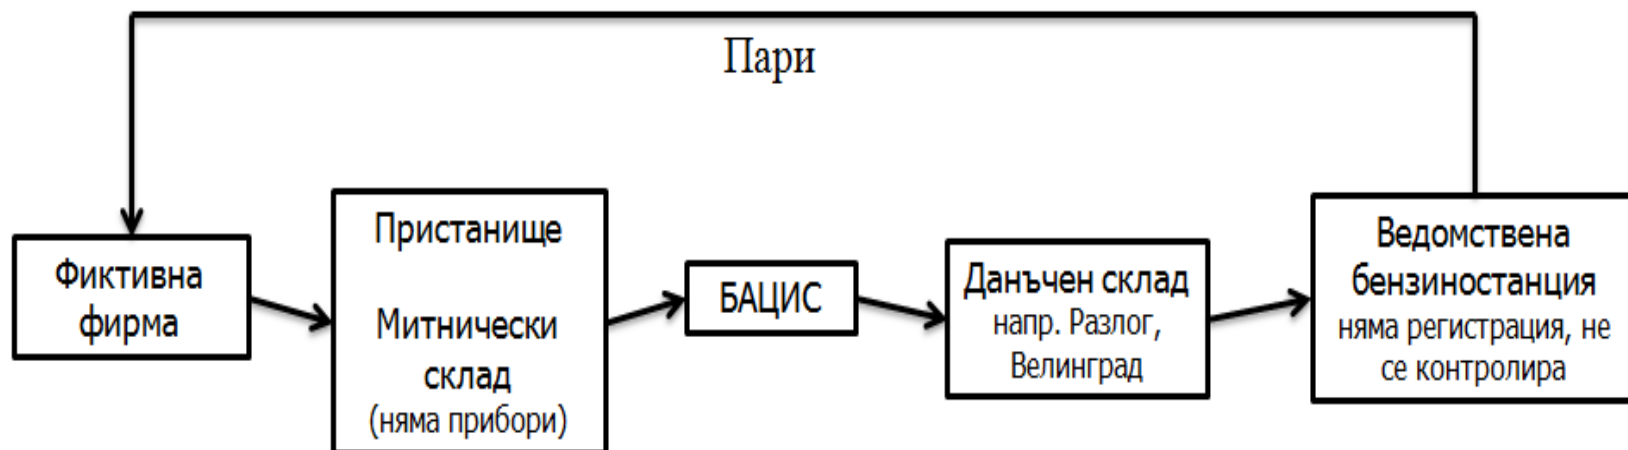 Пари
Фиктивна
фирма
Пристанище
Митнически
склад
(няма прибори)
БАЦИС
Данъчен склад
напр. Разлог,
Велинград
Ведомствена
бензиностанция
няма регистрация, не
се контролира